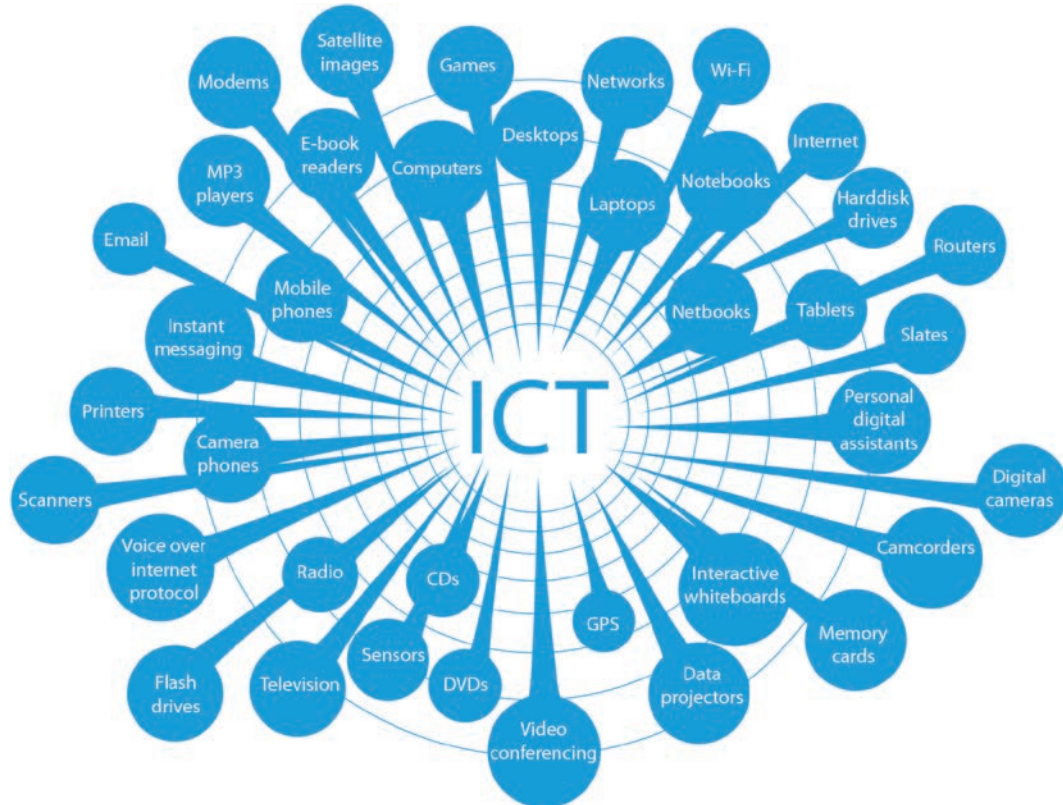 Satellite
images
Games
Networks
Wi-Fi
Modems
Desktops
Internet
E-book
readers
Computers
MP3
players
Notebooks
Laptops
Harddisk
drives
Email
Routers
Mobile
phones
Netbooks
Tablets
Instant
messaging
Slates
Printers
ICT
Personal
digital
assistants
Camera
phones
Scanners
Digital
cameras
Voice over
internet
protocol
Radio
CDs
Interactive
whiteboards
Camcorders
GPS
Memory
cards
Sensors
Flash
drives
Television
DVDs
Data
projectors
Video
conferencing